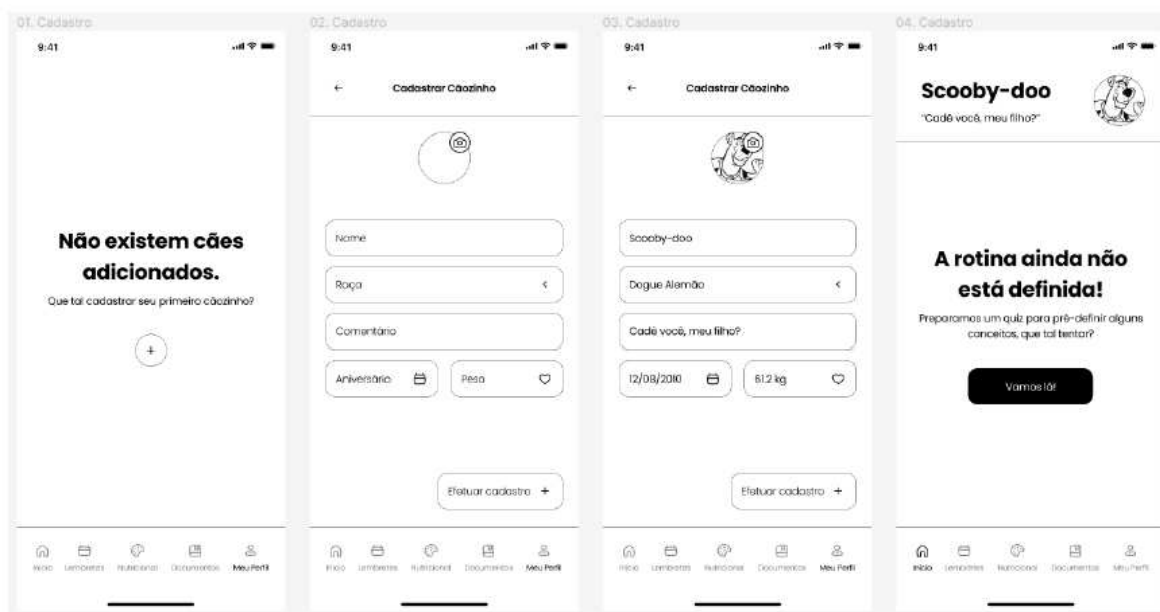 01. Cadastro
9:41
Não existem cães
adicionados.
Que tal cadastrar seu primeiro cãozinho?
+
Início Lembretes Nutricional Documentos Meu Perfil
02. Cadastro
9:41
Cadastrar Cãozinho
Nome
Raça
Comentário
Aniversário
Peso
Efetuar cadastro +
Início Lembretes Nutricional Documentos Meu Perfil
03. Cadastro
9:41
Cadastrar Cãozinho
Scooby-doo
Dogue Alemão
Cadê você, meu filho?
12/08/2010
61.2 kg
Efetuar cadastro +
Início Lembretes Nutricional Documentos Meu Perfil
04. Cadastro
9:41
Scooby-doo
"Cadê você, meu filho?"
A rotina ainda não
está definida!
Preparamos um quiz para pré-definir alguns
conceitos, que tal tentar?
Vamos lá!
Início Lembretes Nutricional Documentos Meu Perfil